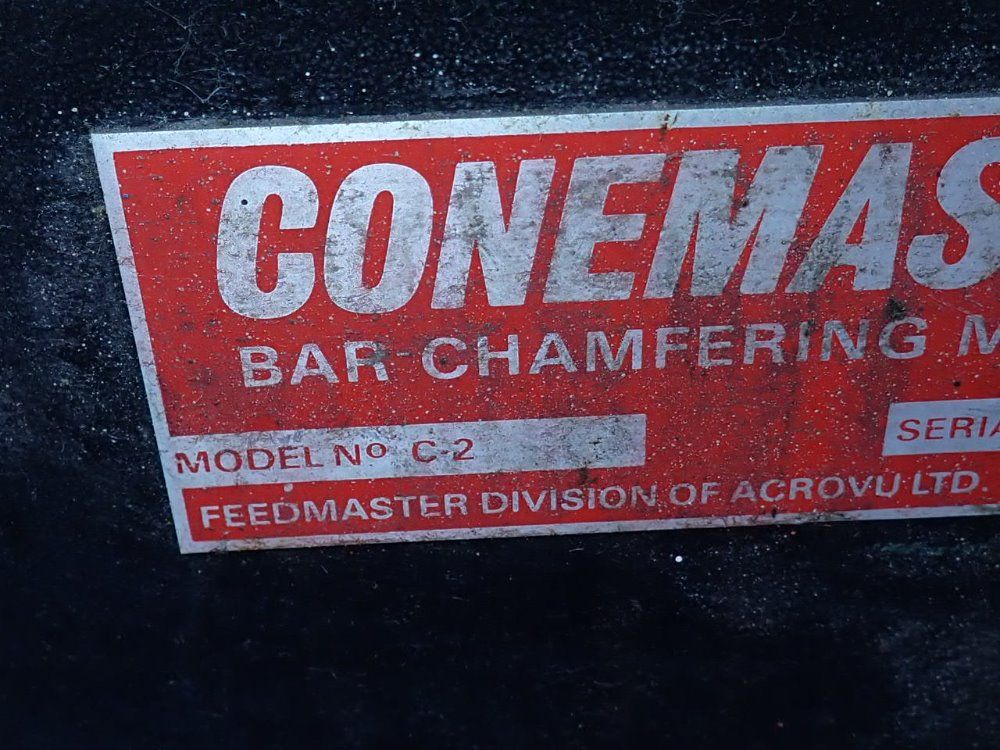 CONEMAS
BAR-CHAMFERING M
MODEL Nº C-2
SERIA
FEEDMASTER DIVISION OF ACROVU LTD.